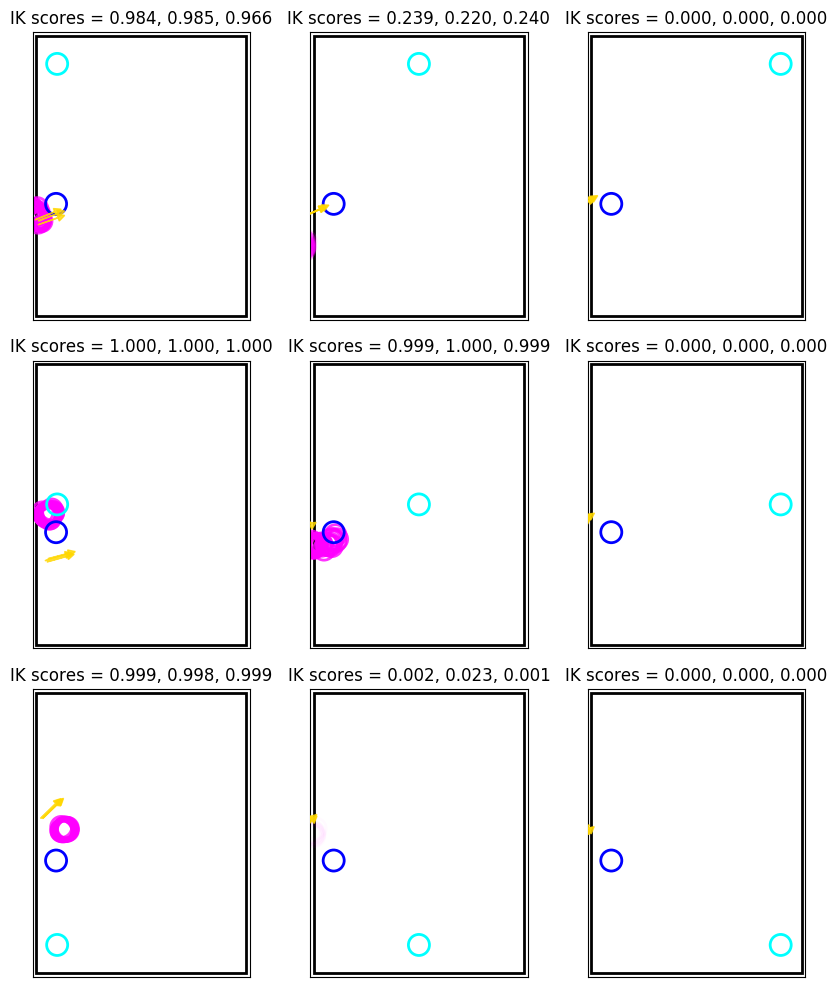 IK scores = 0.984, 0.985, 0.966
IK scores = 0.239, 0.220, 0.240
IK scores = 0.000, 0.000, 0.000
IK scores = 1.000, 1.000, 1.000
IK scores = 0.999, 1.000, 0.999
IK scores = 0.000, 0.000, 0.000
IK scores = 0.999, 0.998, 0.999
IK scores = 0.002, 0.023, 0.001
IK scores = 0.000, 0.000, 0.000